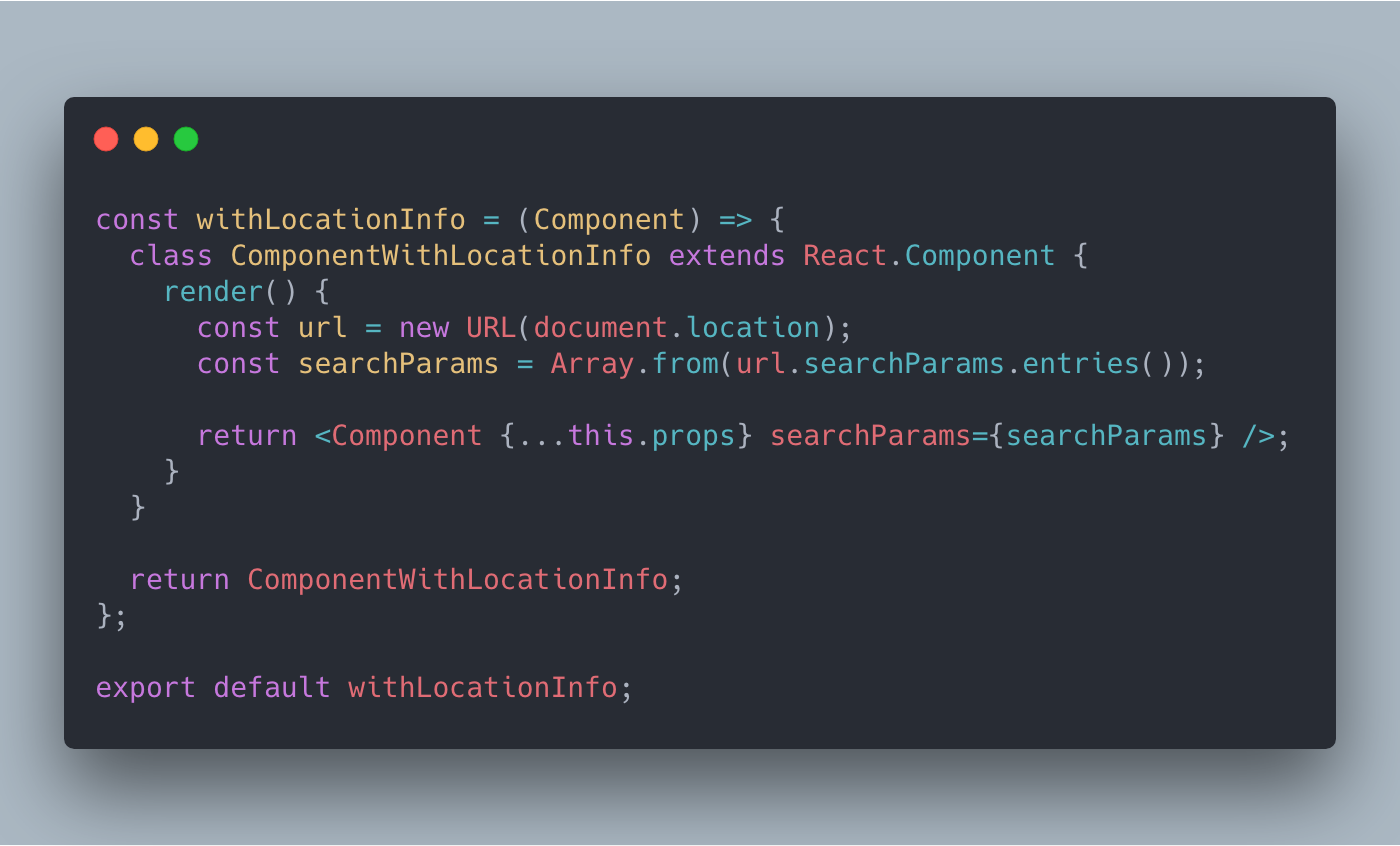 const withLocationInfo = (Component) => {
  class ComponentWithLocationInfo extends React.Component {
    render() {
      const url = new URL(document.location);
      const searchParams = Array.from(url.searchParams.entries());

      return <Component {...this.props} searchParams={searchParams} />;
    }
  }

  return ComponentWithLocationInfo;
};

export default withLocationInfo;